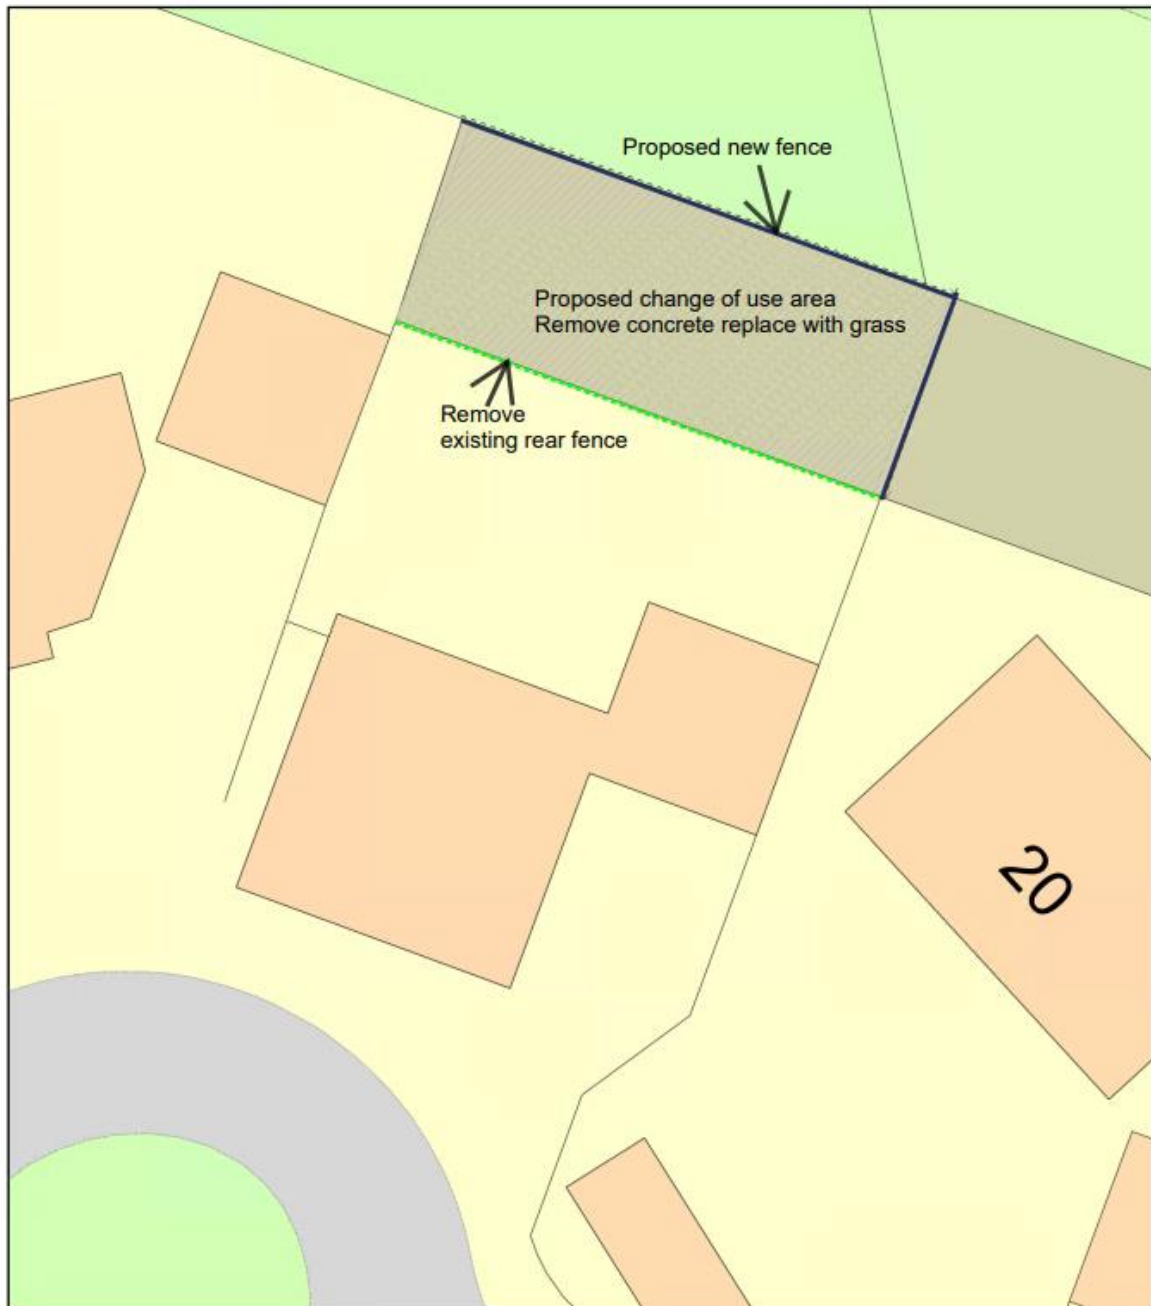 Proposed new fence
Proposed change of use area
Remove concrete replace with grass
Remove
existing rear fence
20